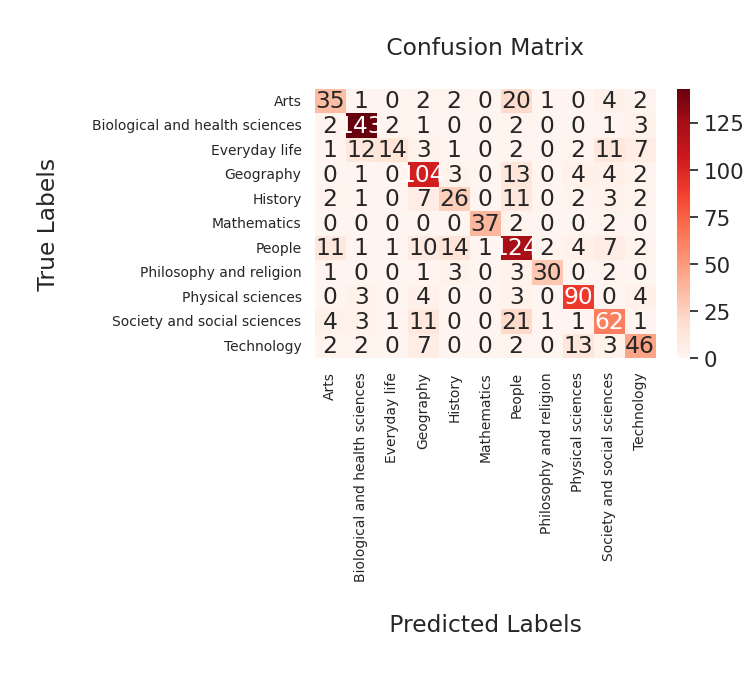 Confusion Matrix
True Labels
Arts 35 1 0 2 2 0 20 1 0 4 2
Biological and health sciences 2 143 2 1 0 0 2 0 0 1 3
Everyday life 1 12 14 3 1 0 2 0 2 11 7
Geography 0 1 0 104 3 0 13 0 4 4 2
History 2 1 0 7 26 0 11 0 2 3 2
Mathematics 0 0 0 0 0 37 2 0 0 2 0
People 11 1 1 10 14 1 124 2 4 7 2
Philosophy and religion 1 0 0 1 3 0 3 30 0 2 0
Physical sciences 0 3 0 4 0 0 3 0 90 0 4
Society and social sciences 4 3 1 11 0 0 21 1 1 62 1
Technology 2 2 0 7 0 0 2 0 13 3 46
125
100
75
50
25
0
Arts
Biological and health sciences
Everyday life
Geography
History
Mathematics
People
Philosophy and religion
Physical sciences
Society and social sciences
Technology
Predicted Labels